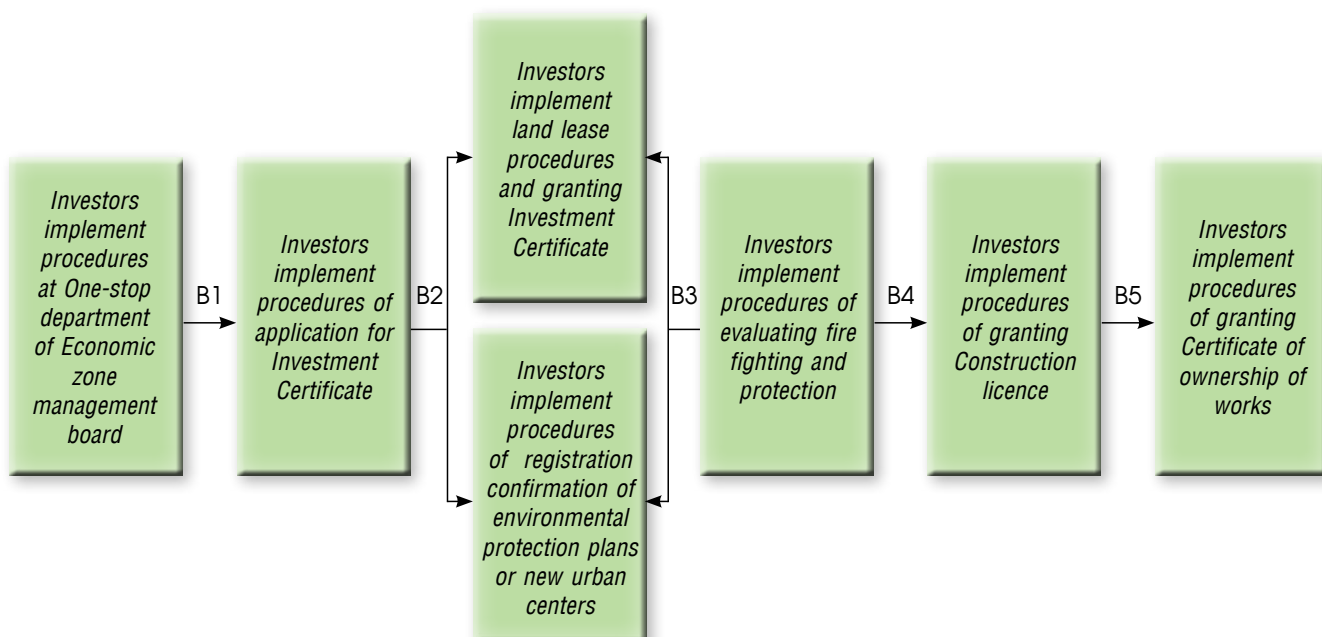 Investors
implement
procedures
at One-stop
department
of Economic
zone
management
board
B1
Investors
implement
procedures of
application for
Investment
Certificate
B2
Investors
implement
land lease
procedures
and granting
Investment
Certificate
Investors
implement
procedures
of registration
confirmation of
environmental
protection plans
or new urban
centers
B3
Investors
implement
procedures of
evaluating fire
fighting and
protection
B4
Investors
implement
procedures
of granting
Construction
licence
B5
Investors
implement
procedures
of granting
Certificate of
ownership of
works